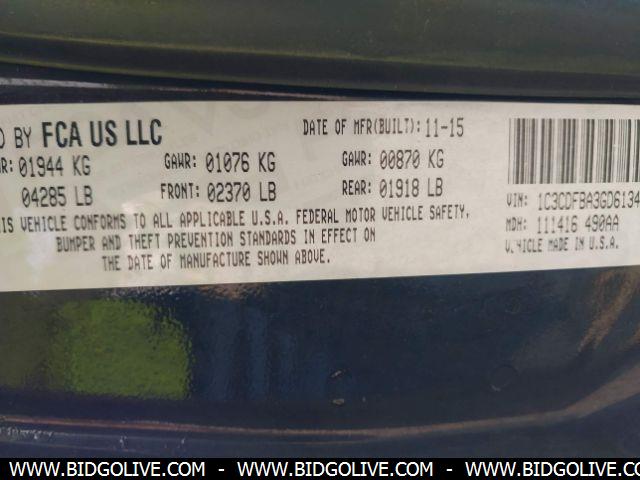 BY FCA US LLC DATE OF MFR(BUILT): 11-15
01944 KG GAWR: 01076 KG GAWR: 00870 KG
04285 LB FRONT: 02370 LB REAR: 01918 LB
VIN: 1C3CDFBA3GD6134
VEHICLE CONFORMS TO ALL APPLICABLE U.S.A. FEDERAL MOTOR VEHICLE SAFETY,
MDH: 111416 490AA
BUMPER AND THEFT PREVENTION STANDARDS IN EFFECT ON
VEHICLE MADE IN U.S.A.
THE DATE OF MANUFACTURE SHOWN ABOVE.
WWW.BIDGOLIVE.COM - WWW.BIDGOLIVE.COM - WWW.BIDGOLIVE.COM